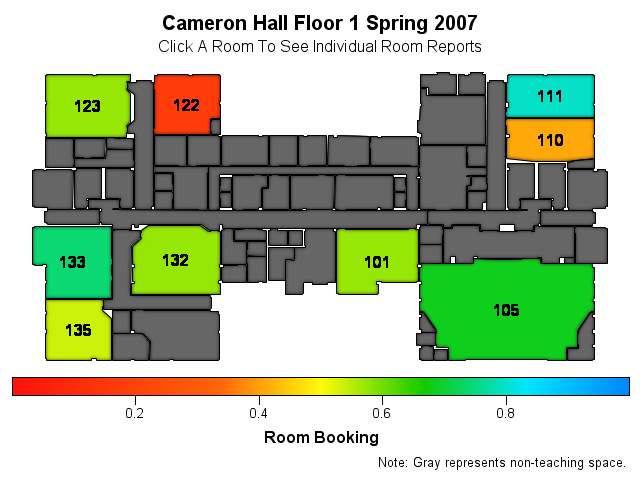 Cameron Hall Floor 1 Spring 2007
Click A Room To See Individual Room Reports
123
122
111
110
133
132
101
105
135
0.2 0.4 0.6 0.8
Room Booking
Note: Gray represents non-teaching space.